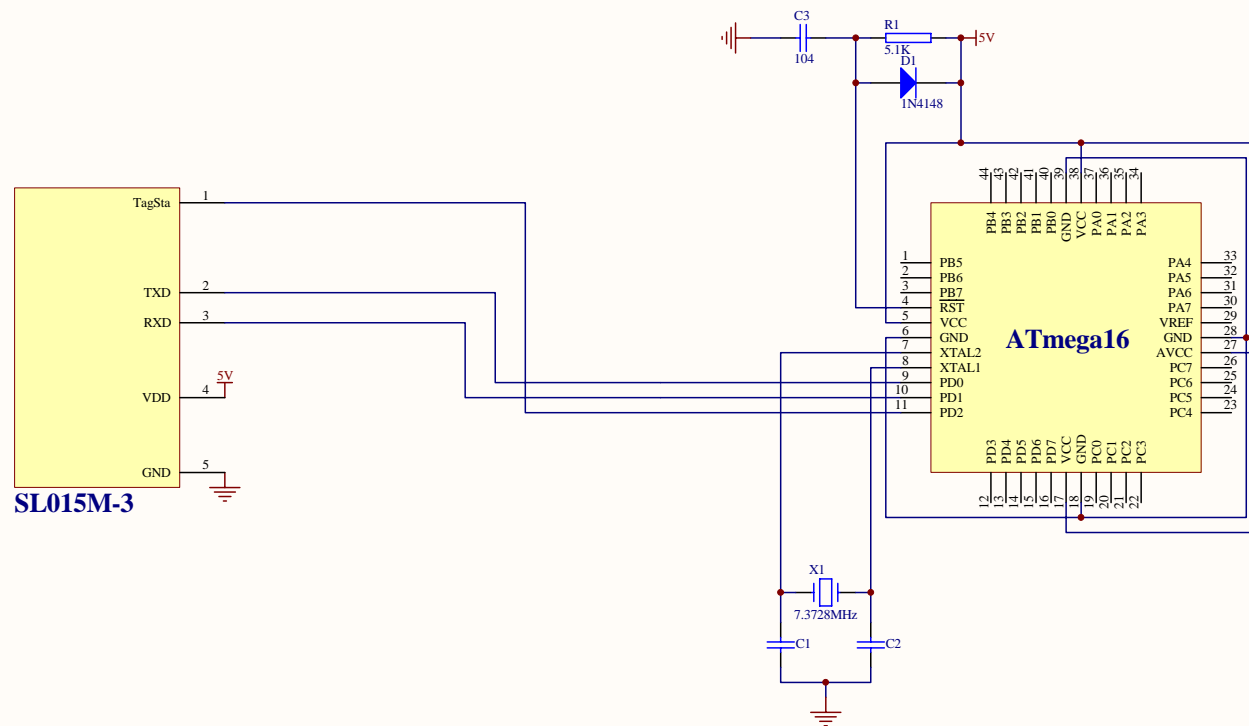 C3
104
R1
5.1K
5V
D1
1N4148
TagSta 1
TXD 2
RXD 3
VDD 4
5V
GND 5
SL015M-3
44 43 42 41 40 39 38 37 36 35 34
PB4 PB3 PB2 PB1 PB0 GND VCC PA0 PA1 PA2 PA3
1 PB5
2 PB6
3 PB7
4 RST
5 VCC
6 GND
7 XTAL2
8 XTAL1
9 PD0
10 PD1
11 PD2
ATmega16
PA4 33
PA5 32
PA6 31
PA7 30
VREF 29
GND 28
AVCC 27
PC7 26
PC6 25
PC5 24
PC4 23
PD3 PD4 PD5 PD6 PD7 VCC GND PC0 PC1 PC2 PC3
12 13 14 15 16 17 18 19 20 21 22
X1
7.3728MHz
C1
C2